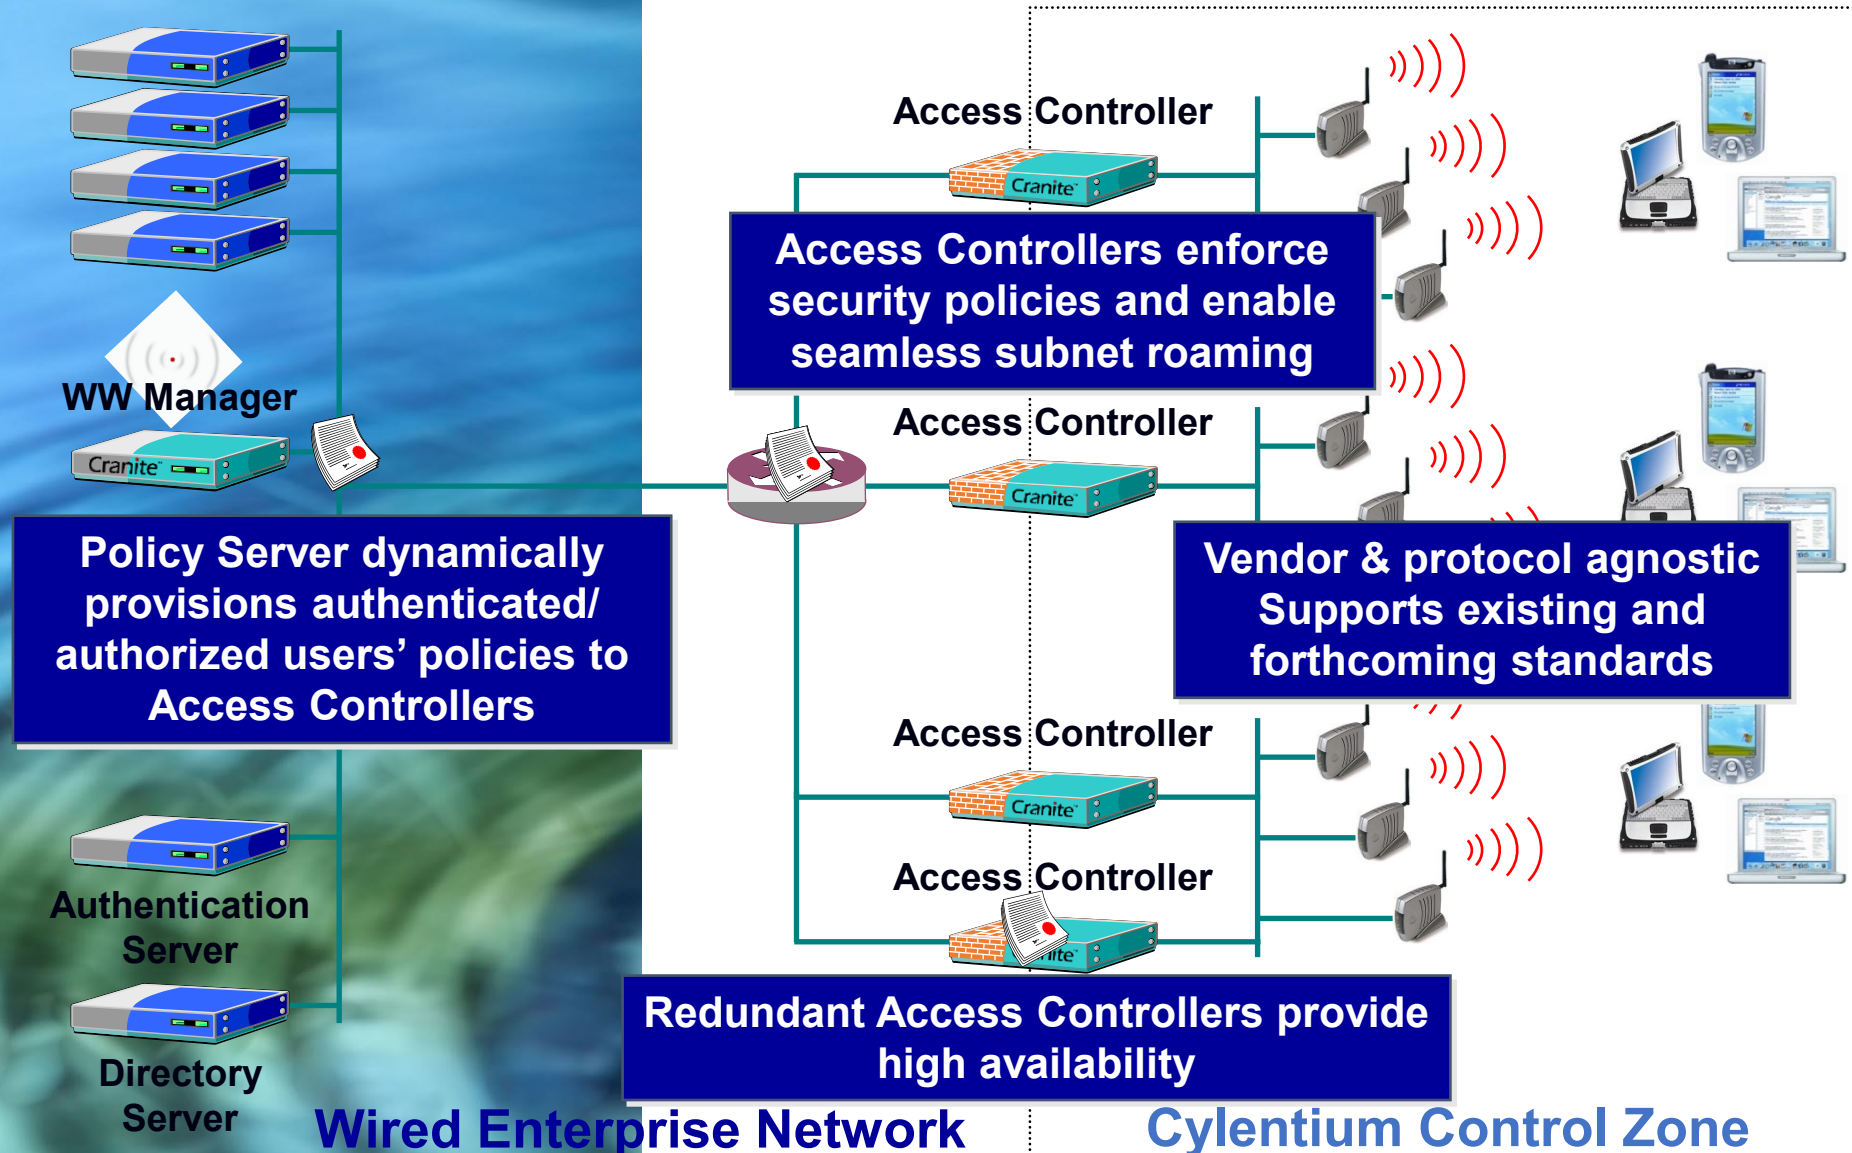 Access Controller
Cranite
Access Controllers enforce
security policies and enable
seamless subnet roaming
WW Manager
Cranite
Access Controller
Cranite
Policy Server dynamically
provisions authenticated/
authorized users’ policies to
Access Controllers
Vendor & protocol agnostic
Supports existing and
forthcoming standards
Access Controller
Cranite
Authentication
Server
Access Controller
Directory
Server
Redundant Access Controllers provide
high availability
Wired Enterprise Network
Cylentium Control Zone